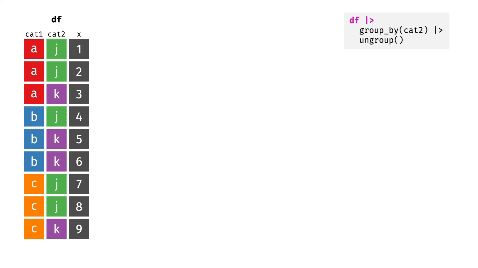 df
cat1 cat2 x
a j 1
a j 2
a k 3
b j 4
b k 5
b k 6
c j 7
c j 8
c k 9
df |>
  group_by(cat2) |>
  ungroup()